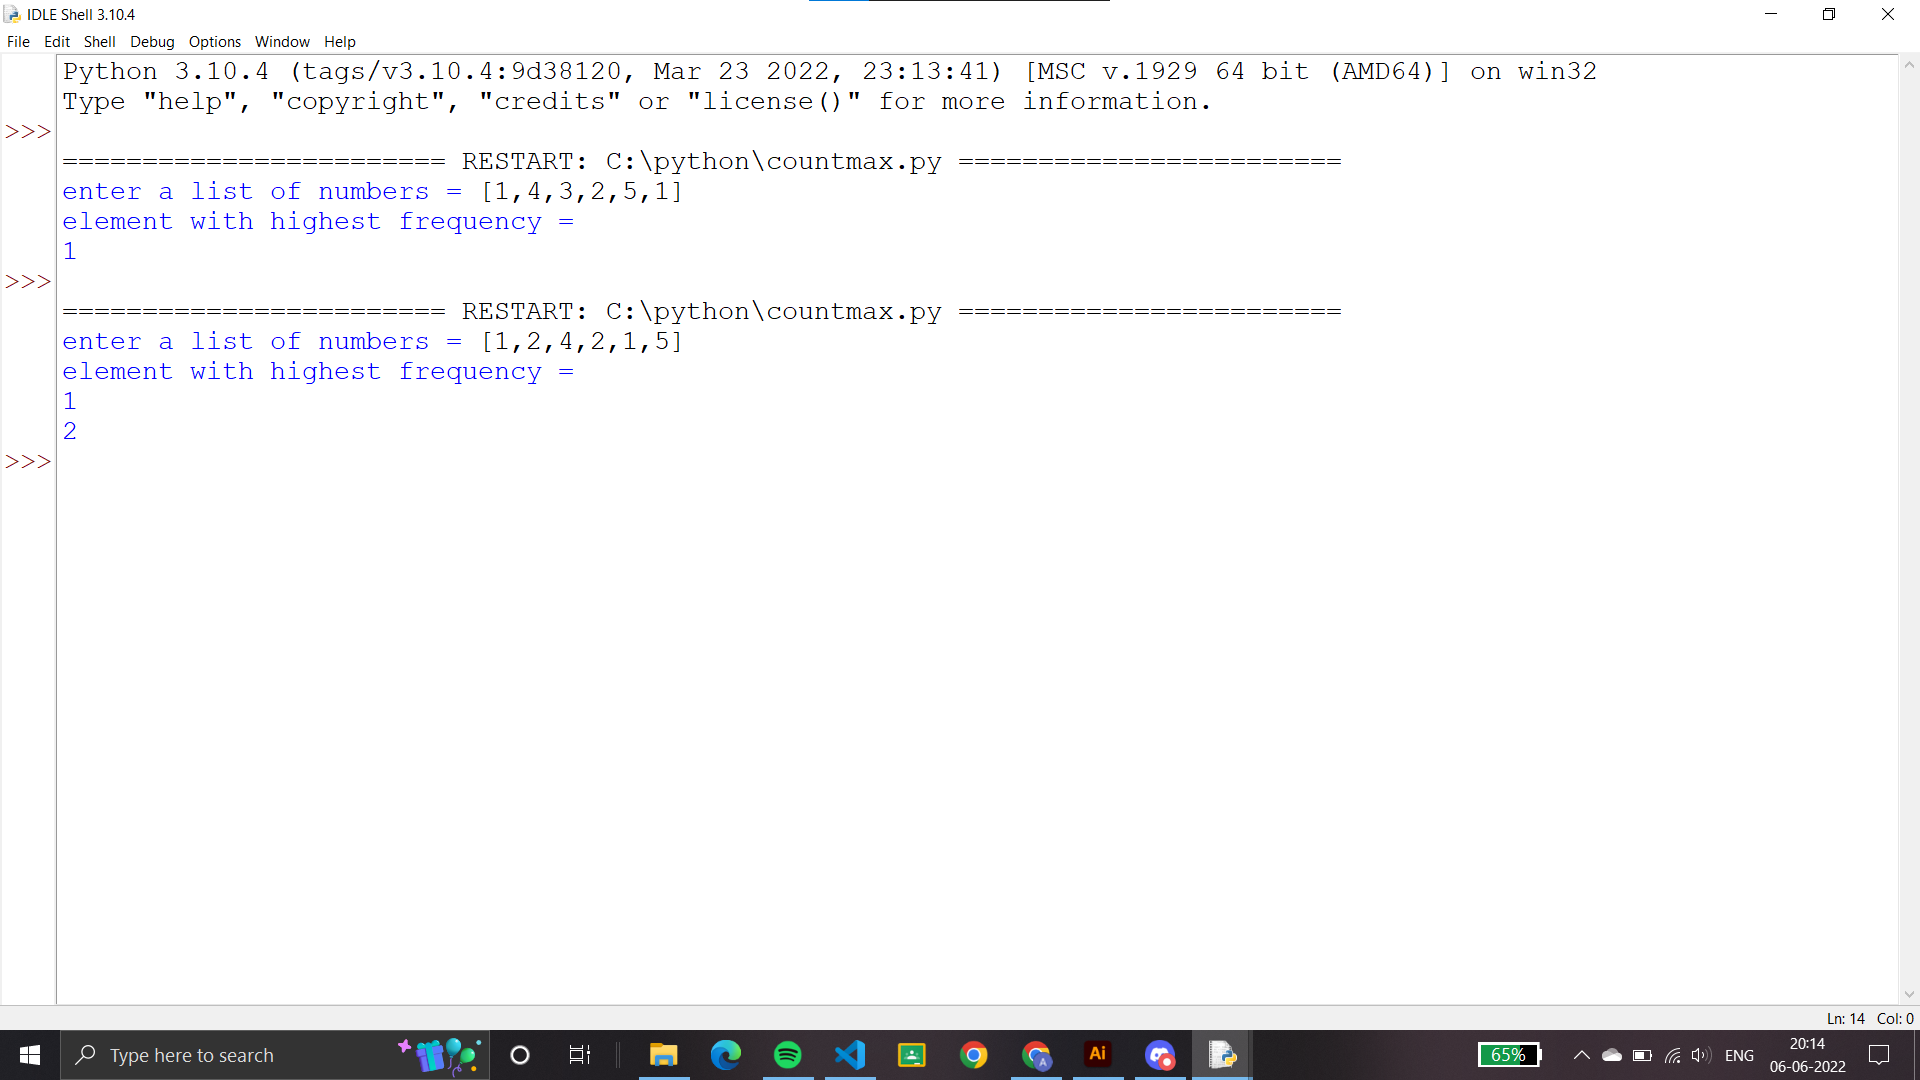 IDLE Shell 3.10.4
File Edit Shell Debug Options Window Help
Python 3.10.4 (tags/v3.10.4:9d38120, Mar 23 2022, 23:13:41) [MSC v.1929 64 bit (AMD64)] on win32
Type "help", "copyright", "credits" or "license()" for more information.
>>>
======================== RESTART: C:\python\countmax.py ========================
enter a list of numbers = [1,4,3,2,5,1]
element with highest frequency =
1
>>>
======================== RESTART: C:\python\countmax.py ========================
enter a list of numbers = [1,2,4,2,1,5]
element with highest frequency =
1
2
>>>
Ln: 14 Col: 0
Type here to search
Ai
A
65%
ENG
20:14
06-06-2022